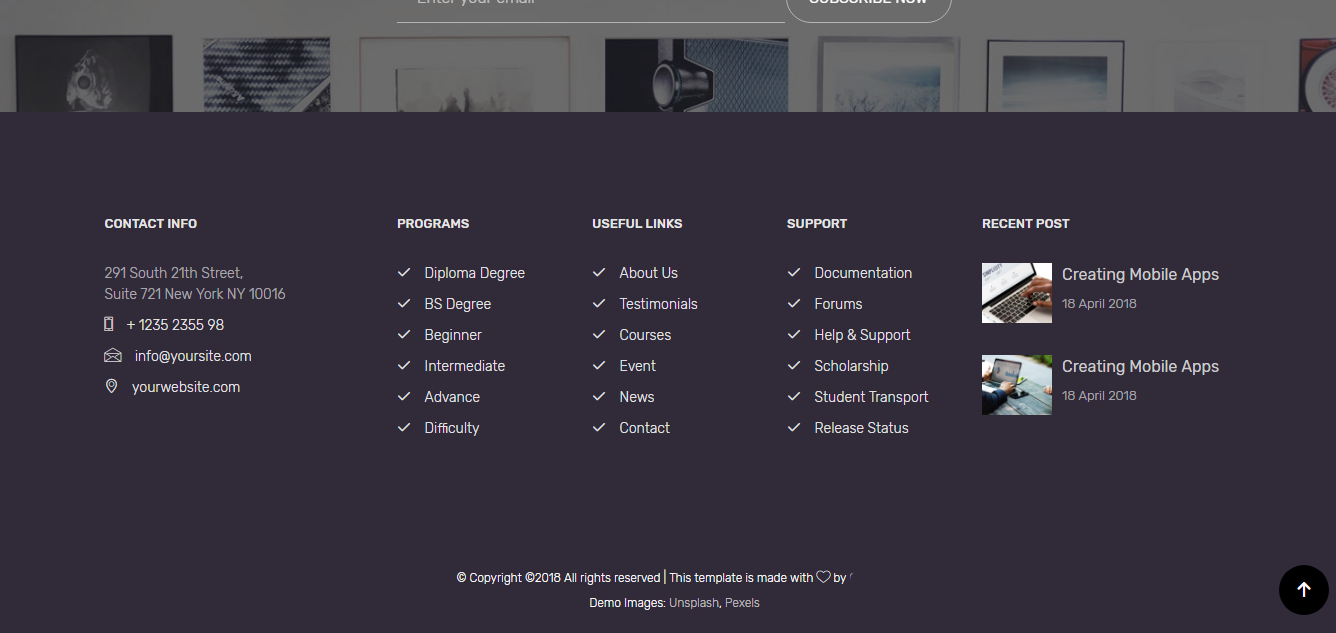 Enter your email
SUBSCRIBE NOW
CONTACT INFO
291 South 21th Street,
Suite 721 New York NY 10016
+ 1235 2355 98
info@yoursite.com
yourwebsite.com
PROGRAMS
Diploma Degree
BS Degree
Beginner
Intermediate
Advance
Difficulty
USEFUL LINKS
About Us
Testimonials
Courses
Event
News
Contact
SUPPORT
Documentation
Forums
Help & Support
Scholarship
Student Transport
Release Status
RECENT POST
Creating Mobile Apps
18 April 2018
Creating Mobile Apps
18 April 2018
© Copyright ©2018 All rights reserved | This template is made with ♡ by
Demo Images: Unsplash, Pexels